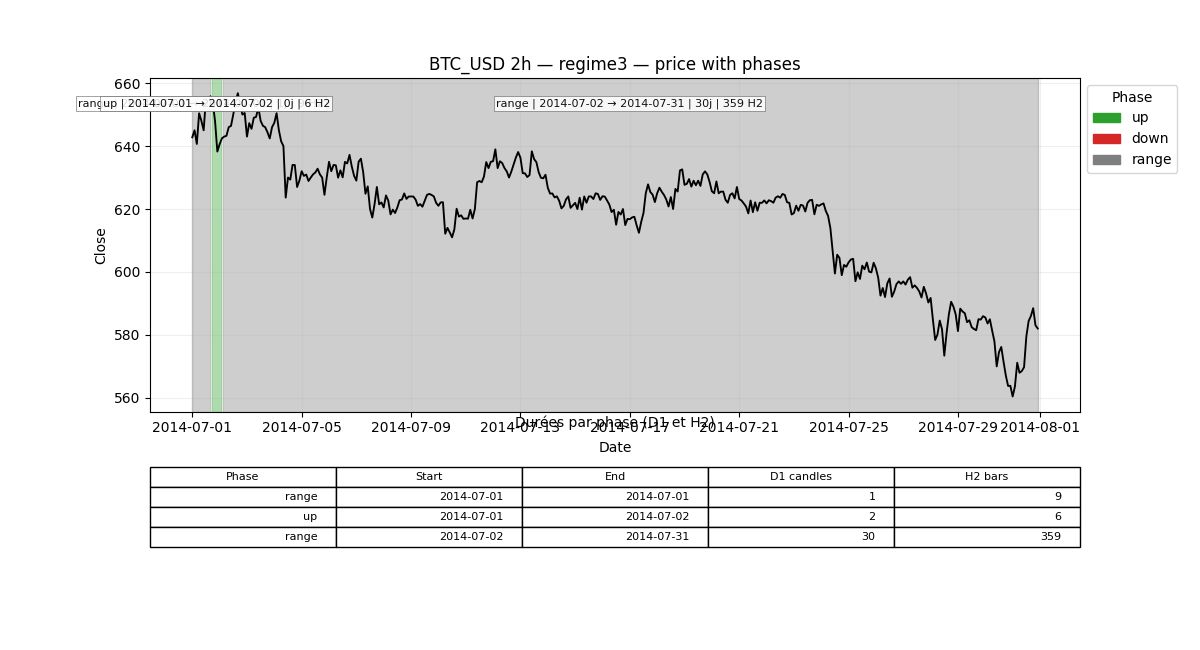 BTC_USD 2h — regime3 — price with phases
660
640
620
600
580
560
Close
rang
up | 2014-07-01 → 2014-07-02 | 0j | 6 H2
range | 2014-07-02 → 2014-07-31 | 30j | 359 H2
Phase
up
down
range
2014-07-01 2014-07-05 2014-07-09 2014-07-13 2014-07-17 2014-07-21 2014-07-25 2014-07-29 2014-08-01
Durées par phase (D1 et H2)
Date
Phase Start End D1 candles H2 bars
range 2014-07-01 2014-07-01 1 9
up 2014-07-01 2014-07-02 2 6
range 2014-07-02 2014-07-31 30 359